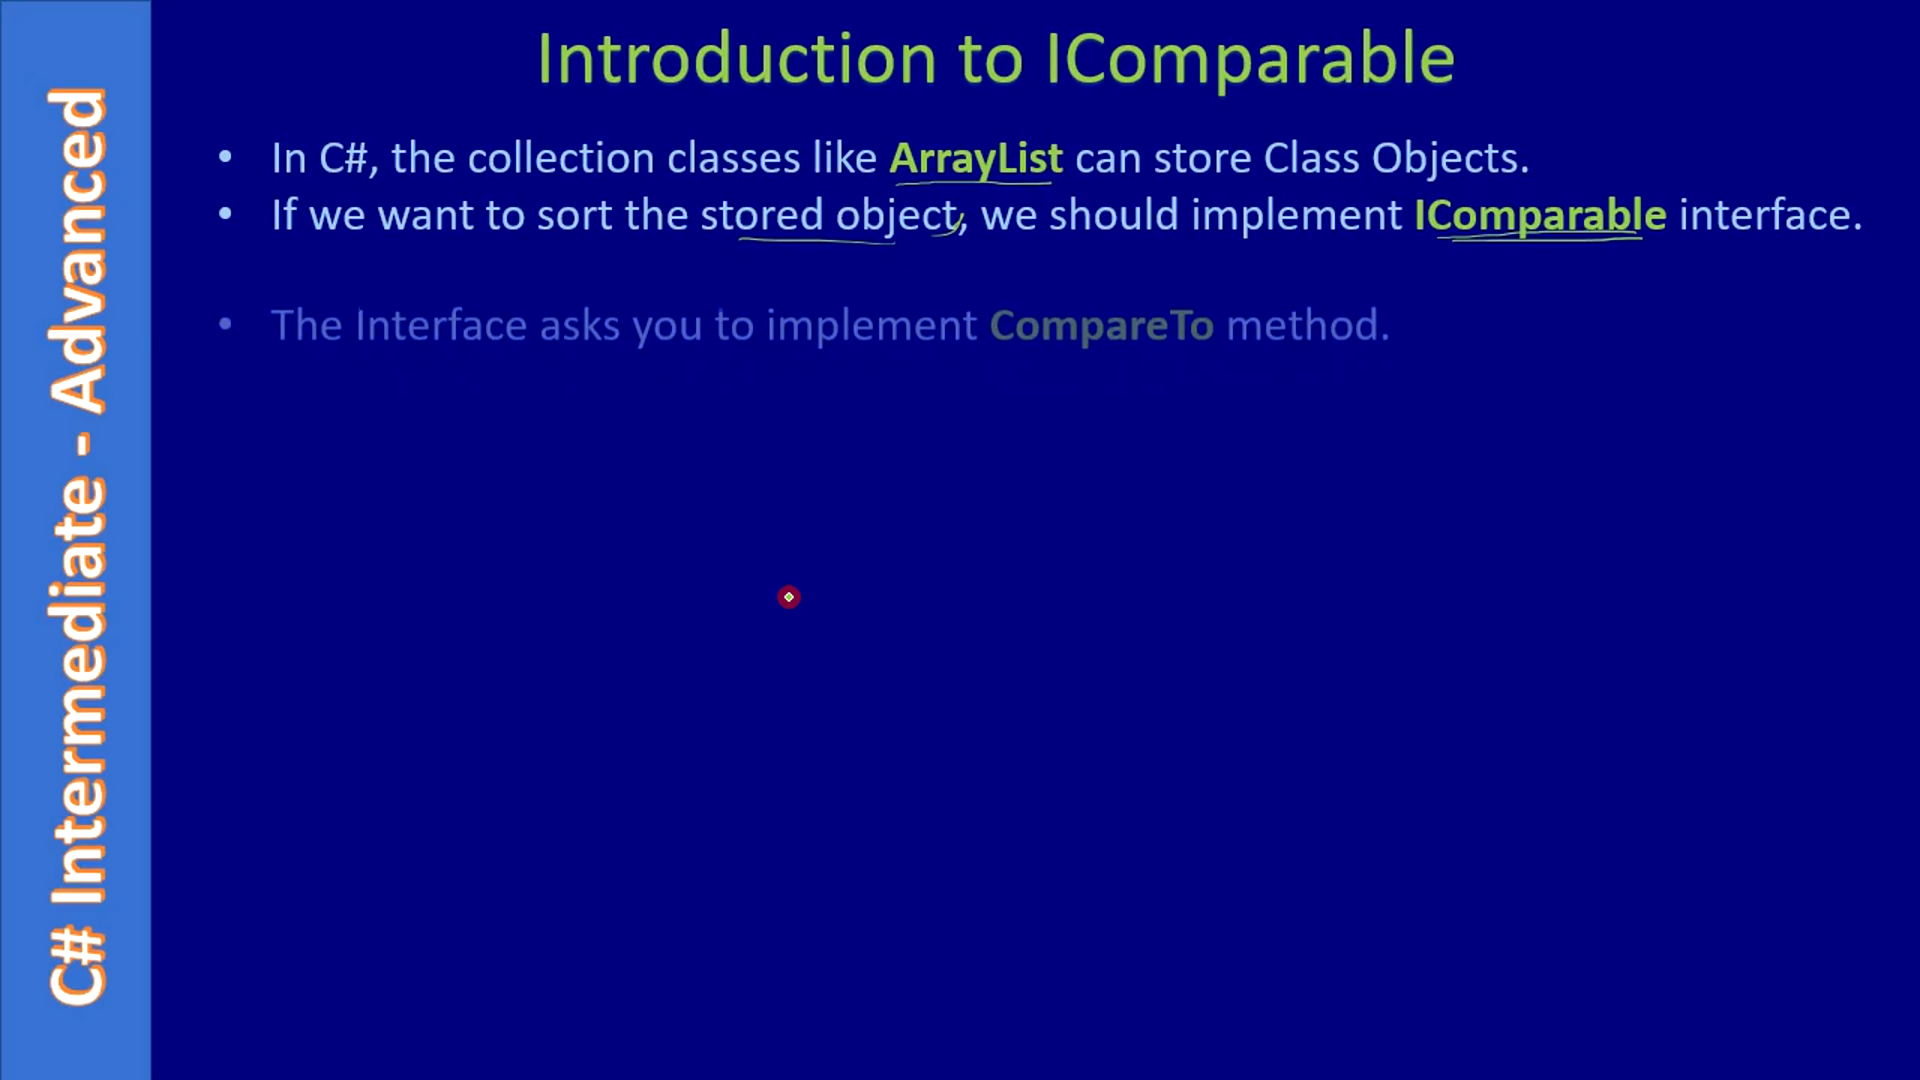 Introduction to IComparable
• In C#, the collection classes like ArrayList can store Class Objects.
• If we want to sort the stored object, we should implement IComparable interface.
• The Interface asks you to implement CompareTo method.
C# Intermediate - Advanced